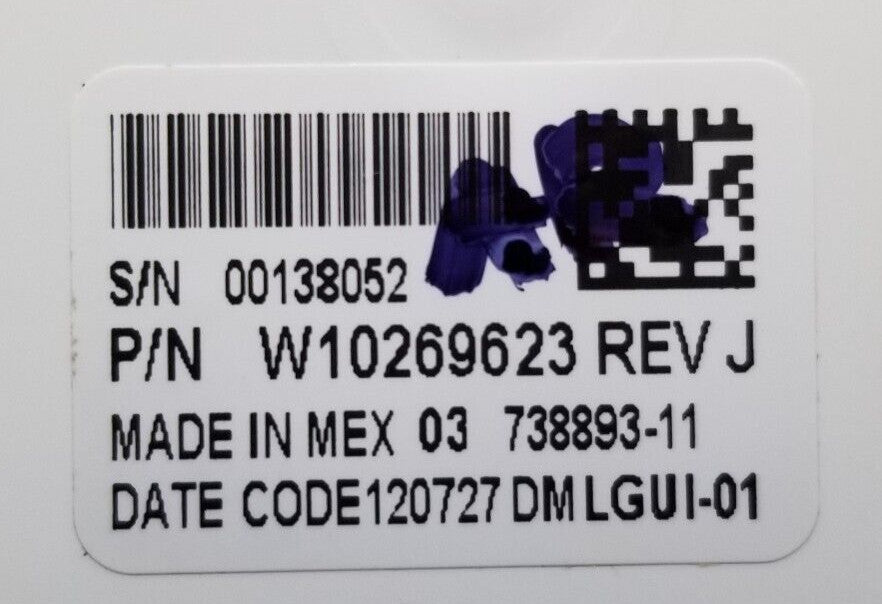 S/N 00138052
P/N W10269623 REV J
MADE IN MEX 03 738893-11
DATE CODE120727 DM LGUI-01